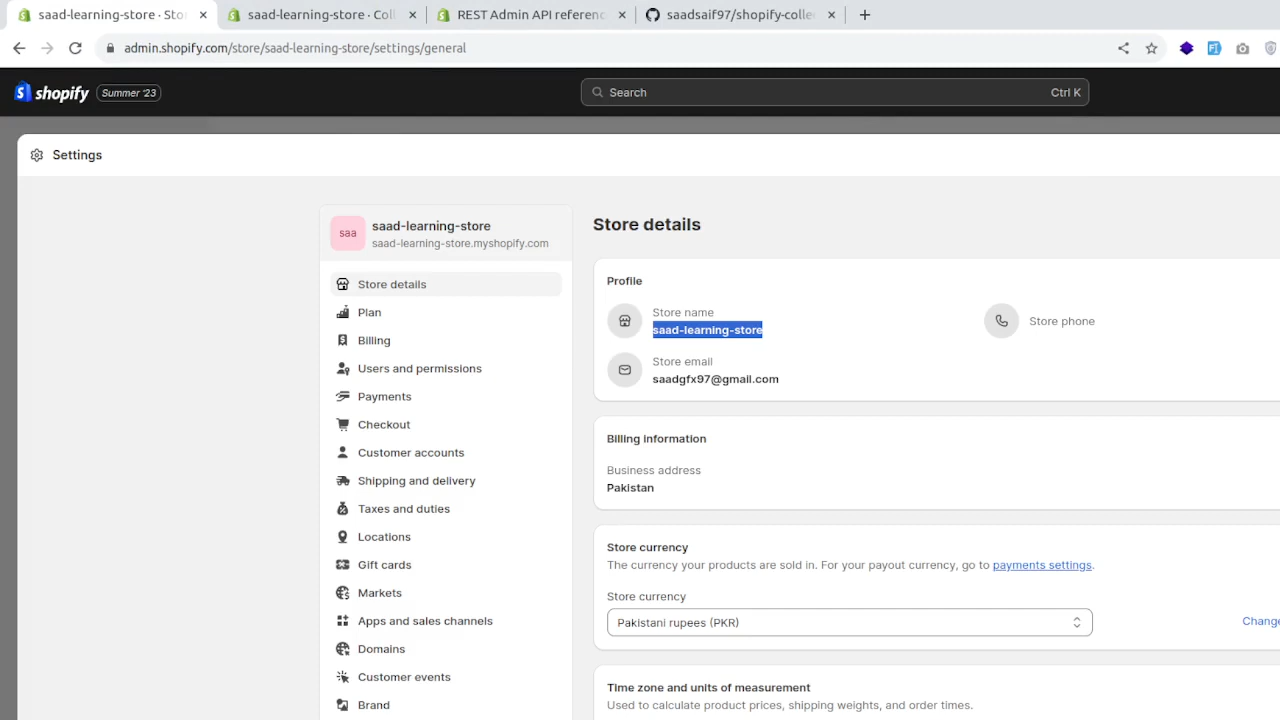 saad-learning-store · Sto
saad-learning-store · Col
REST Admin API referenc
saadsaif97/shopify-colle
admin.shopify.com/store/saad-learning-store/settings/general
shopify
Summer '23
Search
Ctrl K
Settings
saa
saad-learning-store
saad-learning-store.myshopify.com
Store details
Plan
Billing
Users and permissions
Payments
Checkout
Customer accounts
Shipping and delivery
Taxes and duties
Locations
Gift cards
Markets
Apps and sales channels
Domains
Customer events
Brand
Store details
Profile
Store name
saad-learning-store
Store phone
Store email
saadgfx97@gmail.com
Billing information
Business address
Pakistan
Store currency
The currency your products are sold in. For your payout currency, go to payments settings.
Store currency
Pakistani rupees (PKR)
Change
Time zone and units of measurement
Used to calculate product prices, shipping weights, and order times.